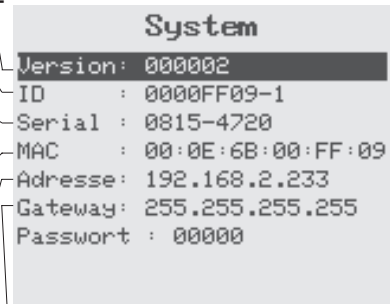 System
Version: 000002
ID : 0000FF09-1
Serial : 0815-4720
MAC : 00:0E:6B:00:FF:09
Adresse: 192.168.2.233
Gateway: 255.255.255.255
Passwort : 00000